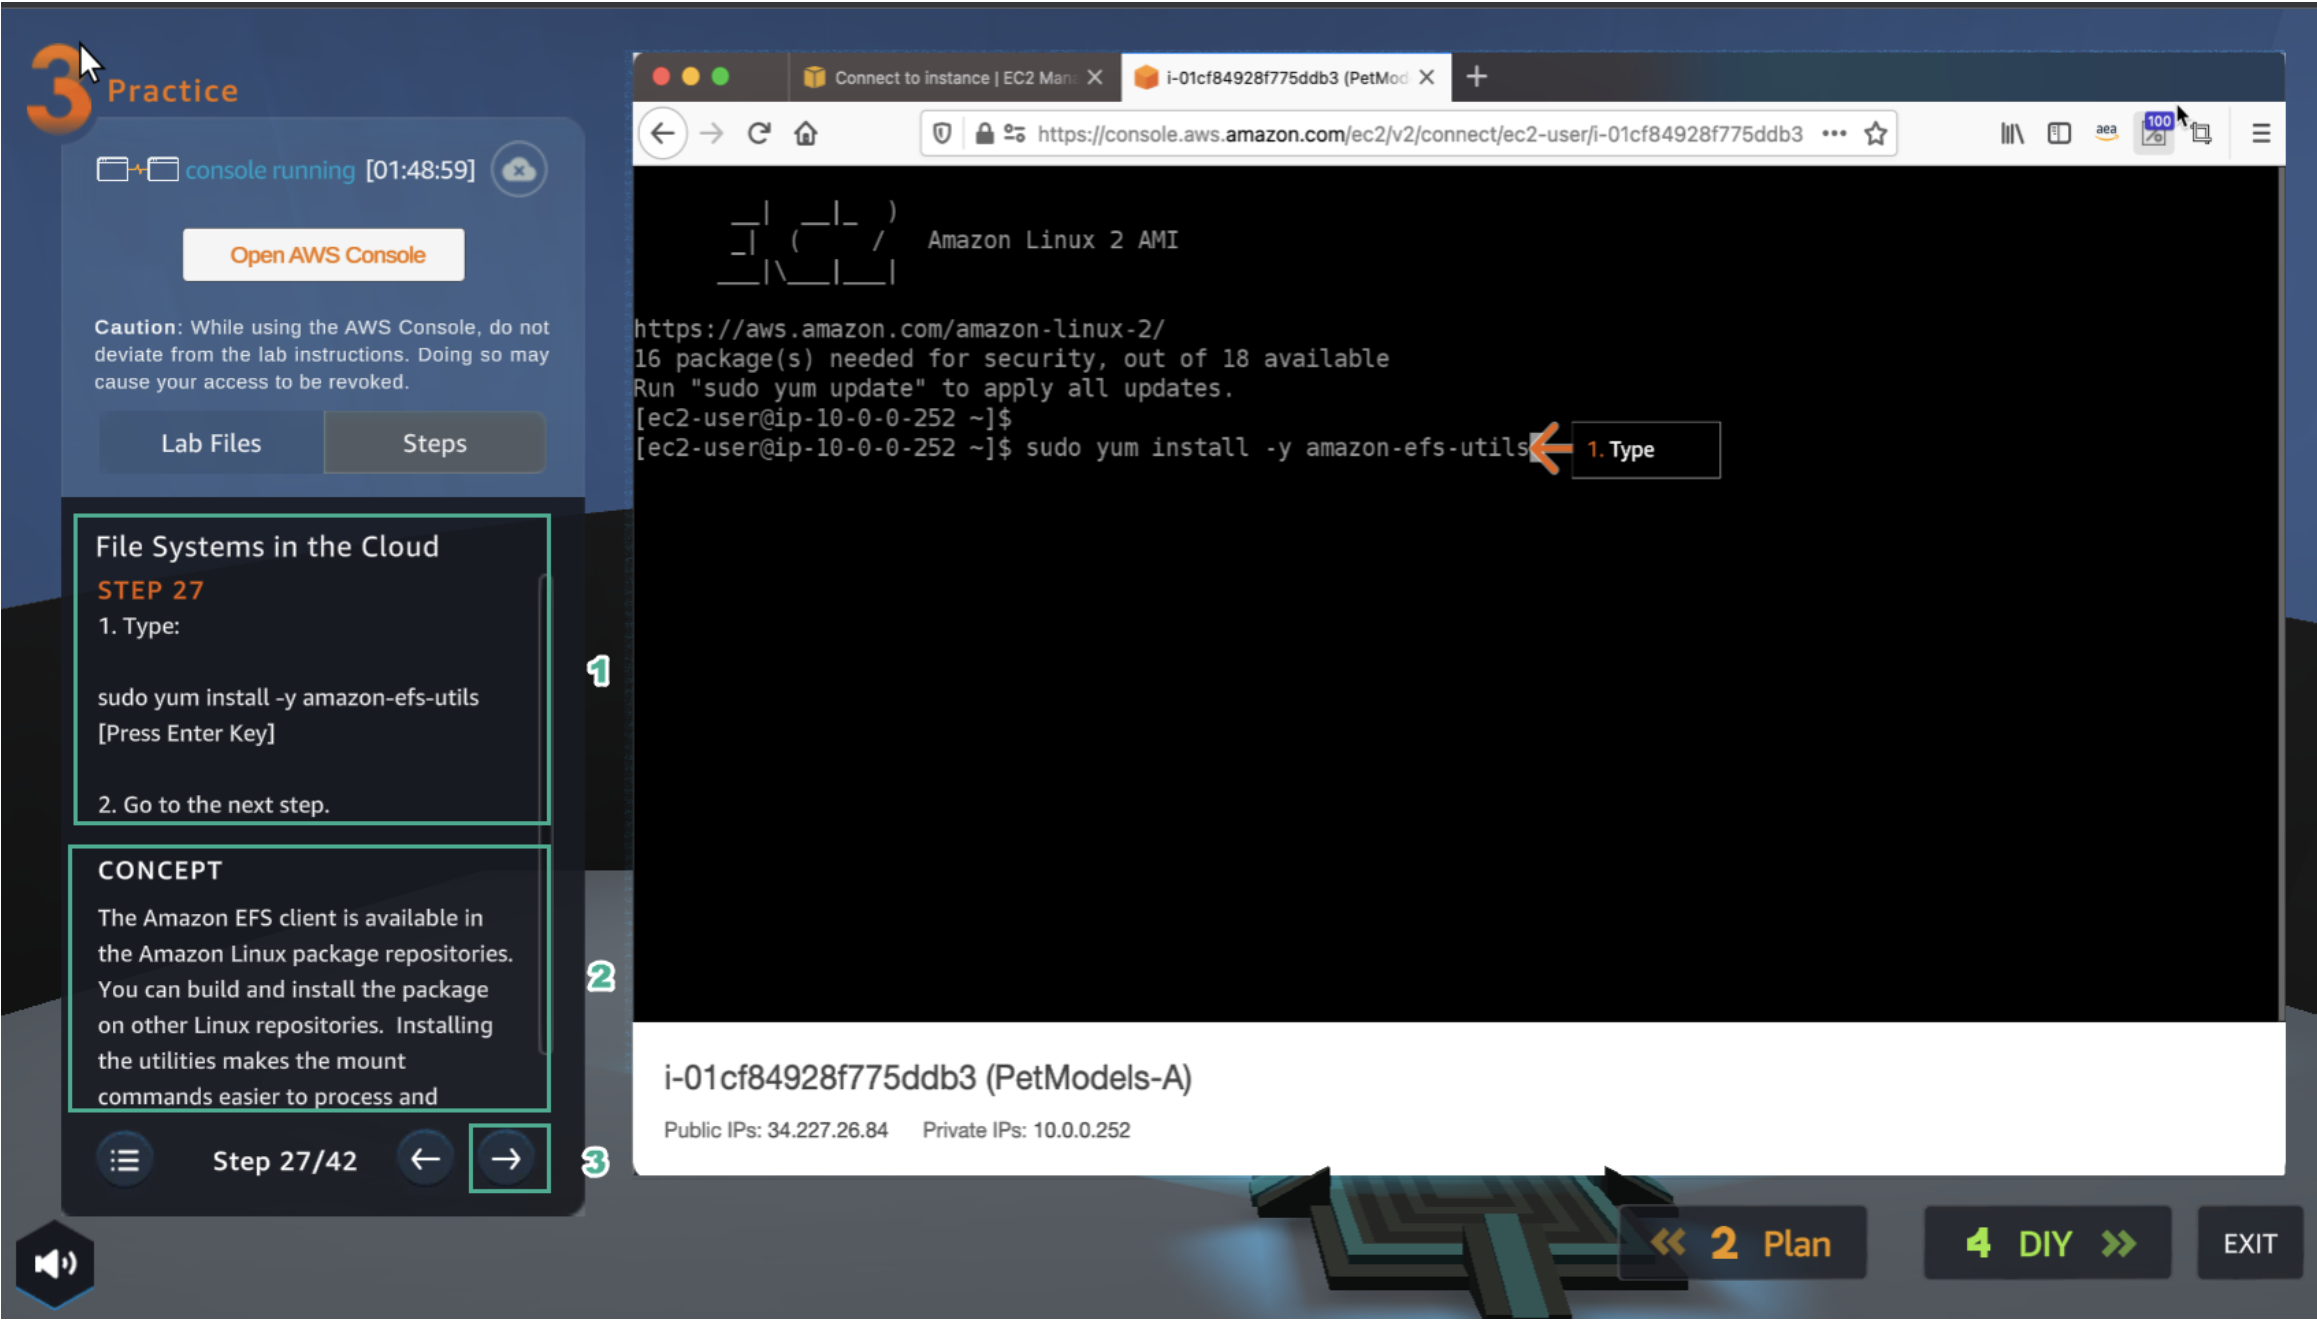 3 Practice
console running [01:48:59]
Open AWS Console
Caution: While using the AWS Console, do not
deviate from the lab instructions. Doing so may
cause your access to be revoked.
Lab Files
Steps
File Systems in the Cloud
STEP 27
1. Type:
sudo yum install -y amazon-efs-utils
[Press Enter Key]
2. Go to the next step.
1
CONCEPT
The Amazon EFS client is available in
the Amazon Linux package repositories.
You can build and install the package
on other Linux repositories. Installing
the utilities makes the mount
commands easier to process and
2
Step 27/42
3
Connect to instance | EC2 Man
i-01cf84928f775ddb3 (PetMod
https://console.aws.amazon.com/ec2/v2/connect/ec2-user/i-01cf84928f775ddb3
aea
100
Amazon Linux 2 AMI
https://aws.amazon.com/amazon-linux-2/
16 package(s) needed for security, out of 18 available
Run "sudo yum update" to apply all updates.
[ec2-user@ip-10-0-0-252 ~]$
[ec2-user@ip-10-0-0-252 ~]$ sudo yum install -y amazon-efs-utils
1. Type
i-01cf84928f775ddb3 (PetModels-A)
Public IPs: 34.227.26.84 Private IPs: 10.0.0.252
2 Plan
4 DIY
EXIT